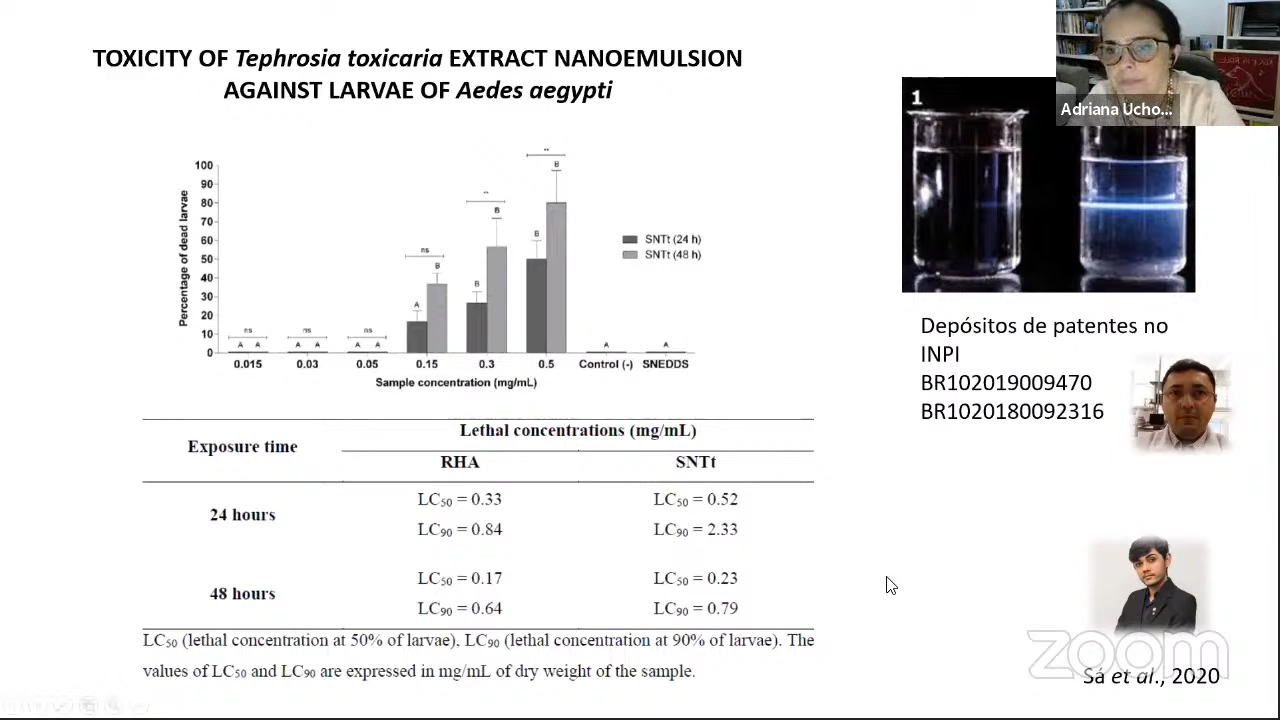 TOXICITY OF Tephrosia toxicaria EXTRACT NANOEMULSION
AGAINST LARVAE OF Aedes aegypti
Adriana Ucho...
1
Percentage of dead larvae
100
90
80
70
60
50
40
30
20
10
0
ns
A A
ns
A A
ns
A A
ns
A
B
**
B
B
**
B
B
A
A
SNTt (24 h)
SNTt (48 h)
0.015 0.03 0.05 0.15 0.3 0.5 Control (-) SNEDDS
Sample concentration (mg/mL)
Depósitos de patentes no
INPI
BR102019009470
BR1020180092316
Exposure time
Lethal concentrations (mg/mL)
RHA SNTt
24 hours
LC50 = 0.33 LC50 = 0.52
LC90 = 0.84 LC90 = 2.33
48 hours
LC50 = 0.17 LC50 = 0.23
LC90 = 0.64 LC90 = 0.79
LC50 (lethal concentration at 50% of larvae), LC90 (lethal concentration at 90% of larvae). The
values of LC50 and LC90 are expressed in mg/mL of dry weight of the sample.
zoom
Sá et al., 2020